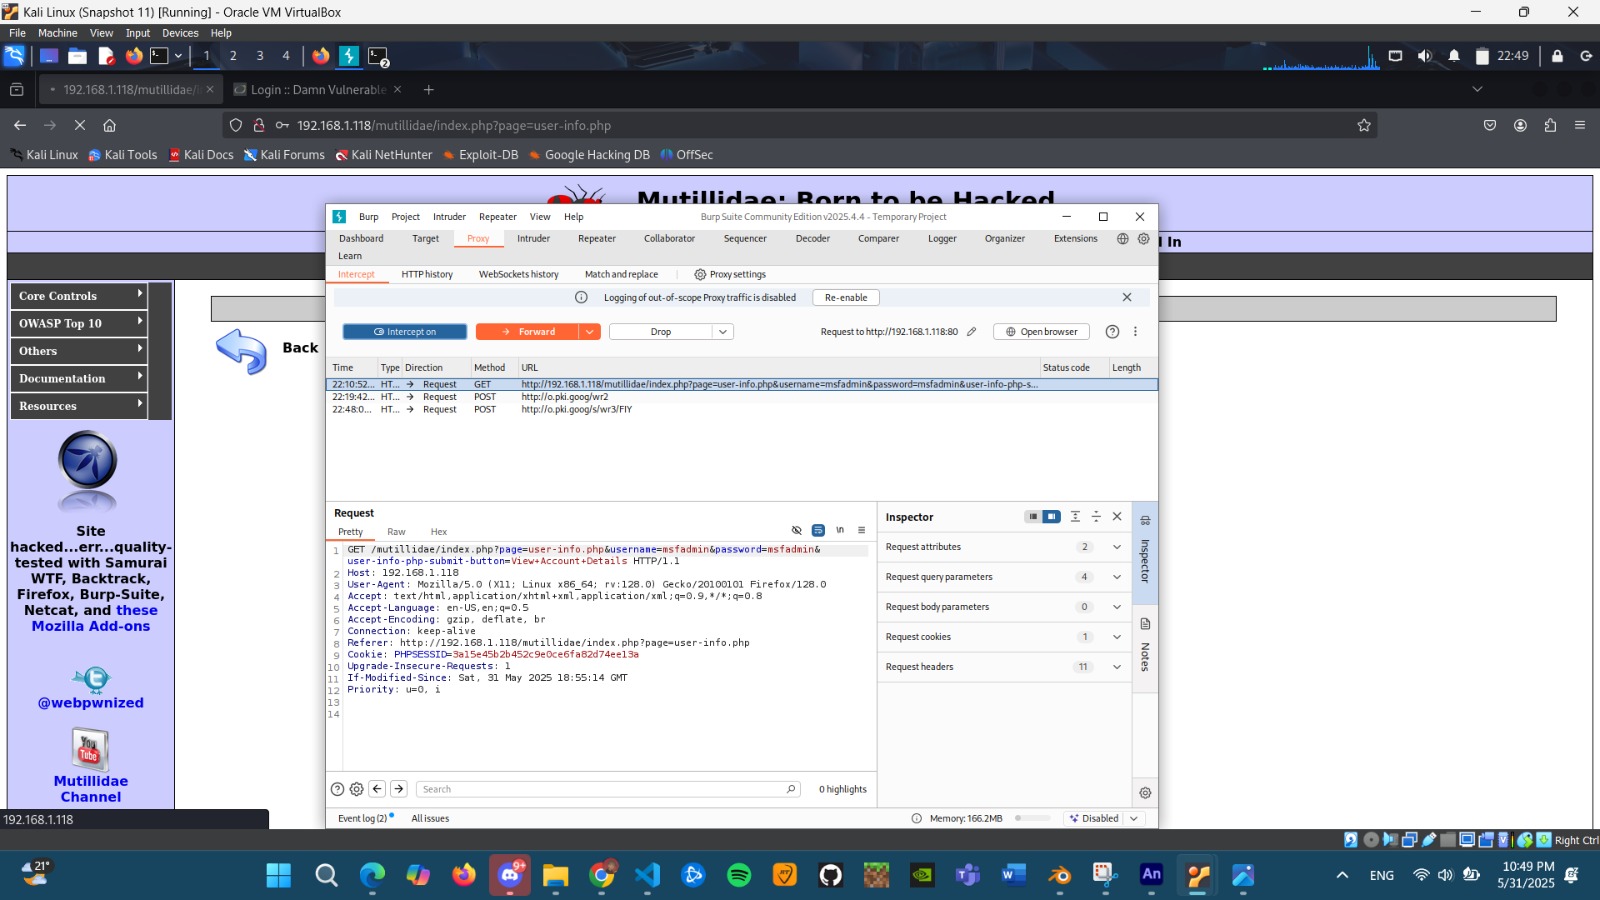 Kali Linux (Snapshot 11) [Running] - Oracle VM VirtualBox
File Machine View Input Devices Help
1 2 3 4 2 22:49
192.168.1.118/mutillidae/i Login :: Damn Vulnerable
192.168.1.118/mutillidae/index.php?page=user-info.php
Kali Linux Kali Tools Kali Docs Kali Forums Kali NetHunter Exploit-DB Google Hacking DB OffSec
Mutillidae: Born to be Hacked
Burp Project Intruder Repeater View Help Burp Suite Community Edition v2025.4.4 - Temporary Project
Dashboard Target Proxy Intruder Repeater Collaborator Sequencer Decoder Comparer Logger Organizer Extensions
In
Learn
Intercept HTTP history WebSockets history Match and replace Proxy settings
Logging of out-of-scope Proxy traffic is disabled Re-enable
Intercept on Forward Drop Request to http://192.168.1.118:80 Open browser
Time Type Direction Method URL Status code Length
22:10:52... HT... Request GET http://192.168.1.118/mutillidae/index.php?page=user-info.php&username=msfadmin&password=msfadmin&user-info-php-s...
22:19:42... HT... Request POST http://o.pki.goog/wr2
22:48:0... HT... Request POST http://o.pki.goog/s/wr3/FIY
Core Controls
OWASP Top 10
Others
Documentation
Resources
Back
Site
hacked...err...quality-
tested with Samurai
WTF, Backtrack,
Firefox, Burp-Suite,
Netcat, and these
Mozilla Add-ons
@webpwnized
You
Tube
Mutillidae
Channel
192.168.1.118
Request
Pretty Raw Hex \n
1 GET /mutillidae/index.php?page=user-info.php&username=msfadmin&password=msfadmin&
user-info-php-submit-button=View+Account+Details HTTP/1.1
2 Host: 192.168.1.118
3 User-Agent: Mozilla/5.0 (X11; Linux x86_64; rv:128.0) Gecko/20100101 Firefox/128.0
4 Accept: text/html,application/xhtml+xml,application/xml;q=0.9,*/*;q=0.8
5 Accept-Language: en-US,en;q=0.5
6 Accept-Encoding: gzip, deflate, br
7 Connection: keep-alive
8 Referer: http://192.168.1.118/mutillidae/index.php?page=user-info.php
9 Cookie: PHPSESSID=3a15e45b2b452c9e0ce6fa82d74ee13a
10 Upgrade-Insecure-Requests: 1
11 If-Modified-Since: Sat, 31 May 2025 18:55:14 GMT
12 Priority: u=0, i
13
14
Inspector
Request attributes 2
Request query parameters 4
Request body parameters 0
Request cookies 1
Request headers 11
Inspector
Notes
Search 0 highlights
Event log (2) All issues Memory: 166.2MB Disabled
Right Ctrl
21° 9+ An ENG 10:49 PM
5/31/2025